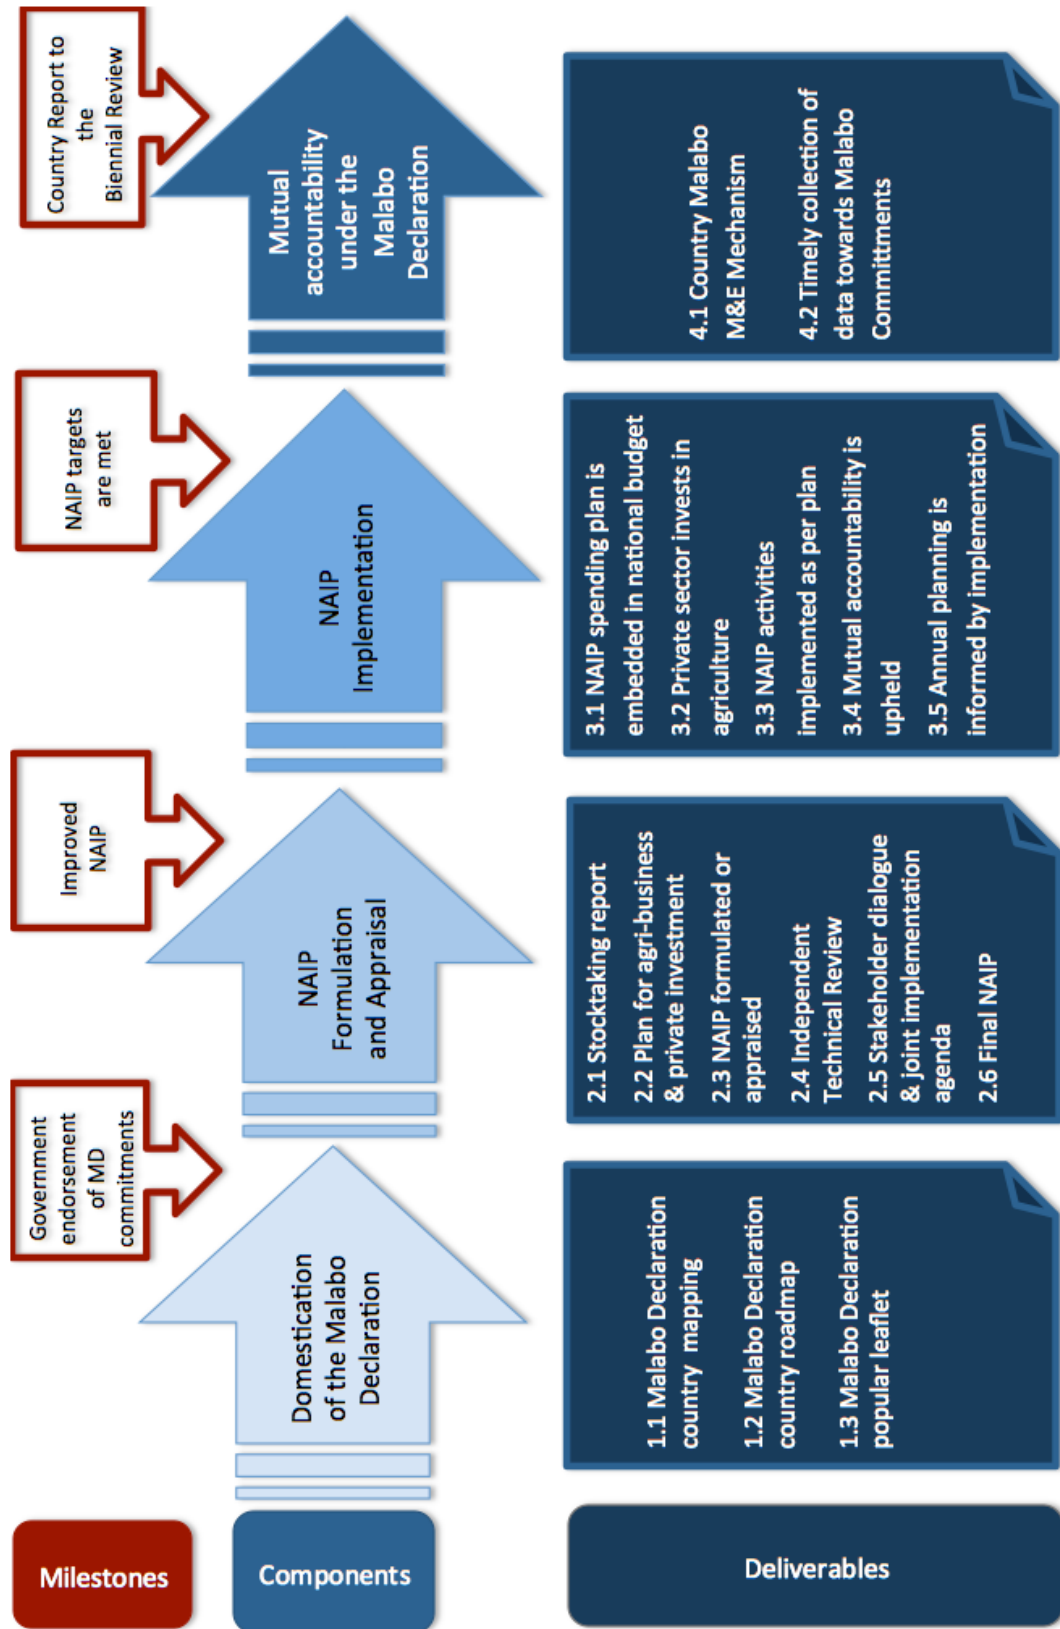 Milestones
Government
endorsement
of MD
commitments
Improved
NAIP
NAIP targets
are met
Country Report to
the
Biennial Review
Components
Domestication
of the Malabo
Declaration
NAIP
Formulation
and Appraisal
NAIP
Implementation
Mutual
accountability
under the
Malabo
Declaration
Deliverables
1.1 Malabo Declaration
country mapping
1.2 Malabo Declaration
country roadmap
1.3 Malabo Declaration
popular leaflet
2.1 Stocktaking report
2.2 Plan for agri-business
& private investment
2.3 NAIP formulated or
appraised
2.4 Independent
Technical Review
2.5 Stakeholder dialogue
& joint implementation
agenda
2.6 Final NAIP
3.1 NAIP spending plan is
embedded in national budget
3.2 Private sector invests in
agriculture
3.3 NAIP activities
implemented as per plan
3.4 Mutual accountability is
upheld
3.5 Annual planning is
informed by implementation
4.1 Country Malabo
M&E Mechanism
4.2 Timely collection of
data towards Malabo
Committments